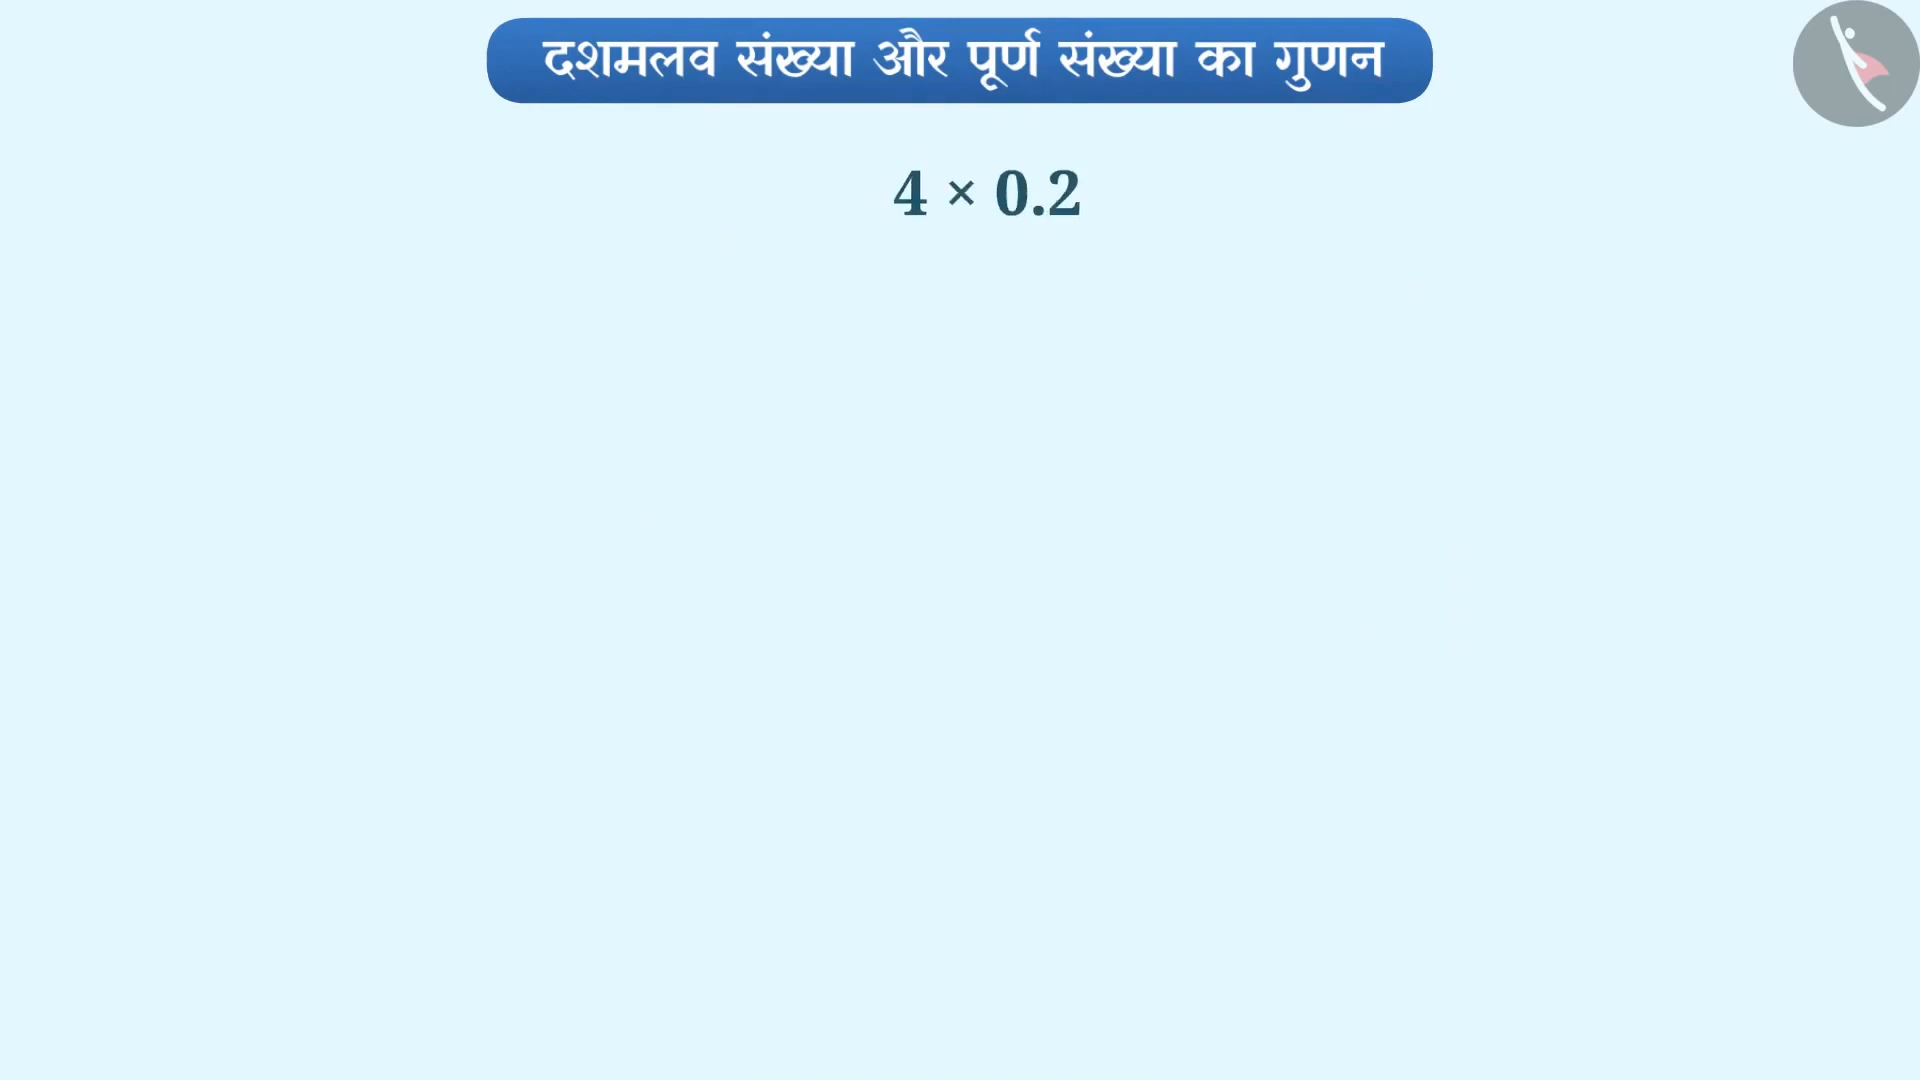 दशमलव संख्या और पूर्ण संख्या का गुणन
4 × 0.2